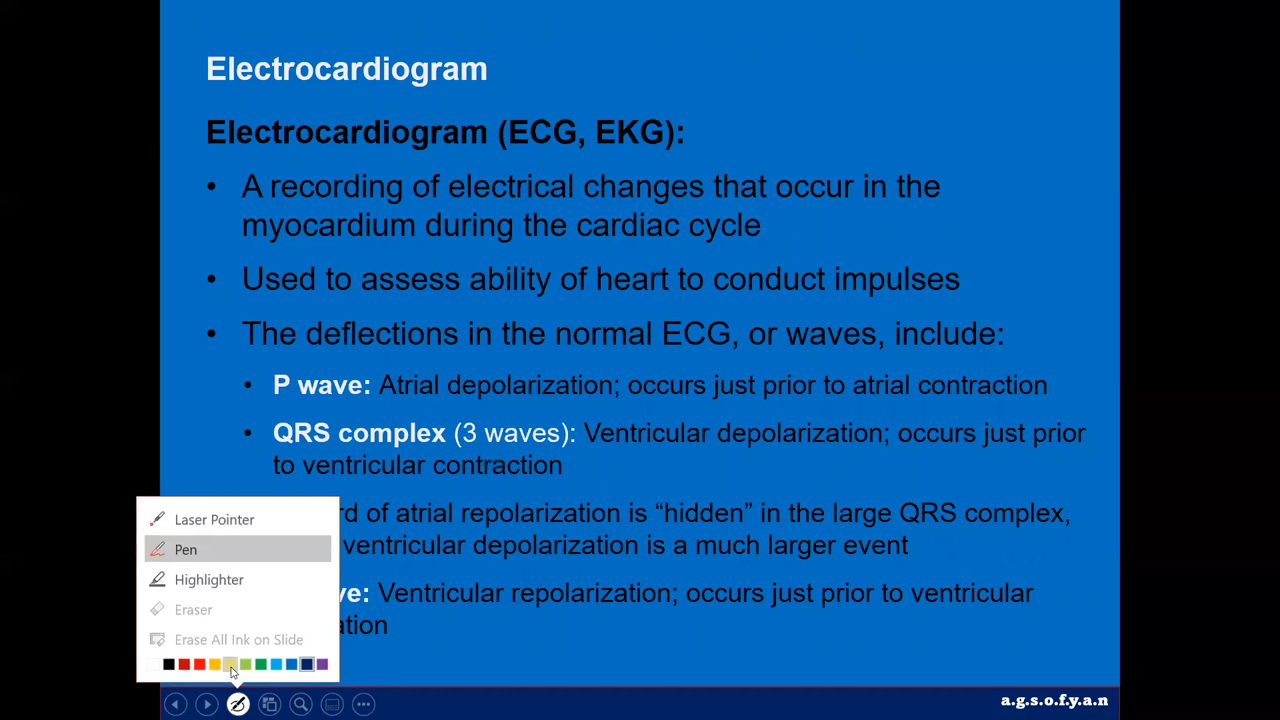 Electrocardiogram
Electrocardiogram (ECG, EKG):
• A recording of electrical changes that occur in the
myocardium during the cardiac cycle
• Used to assess ability of heart to conduct impulses
• The deflections in the normal ECG, or waves, include:
• P wave: Atrial depolarization; occurs just prior to atrial contraction
• QRS complex (3 waves): Ventricular depolarization; occurs just prior
to ventricular contraction
rd of atrial repolarization is “hidden” in the large QRS complex,
ventricular depolarization is a much larger event
ve: Ventricular repolarization; occurs just prior to ventricular
ation
Laser Pointer
Pen
Highlighter
Eraser
Erase All Ink on Slide
a.g.s.o.f.y.a.n